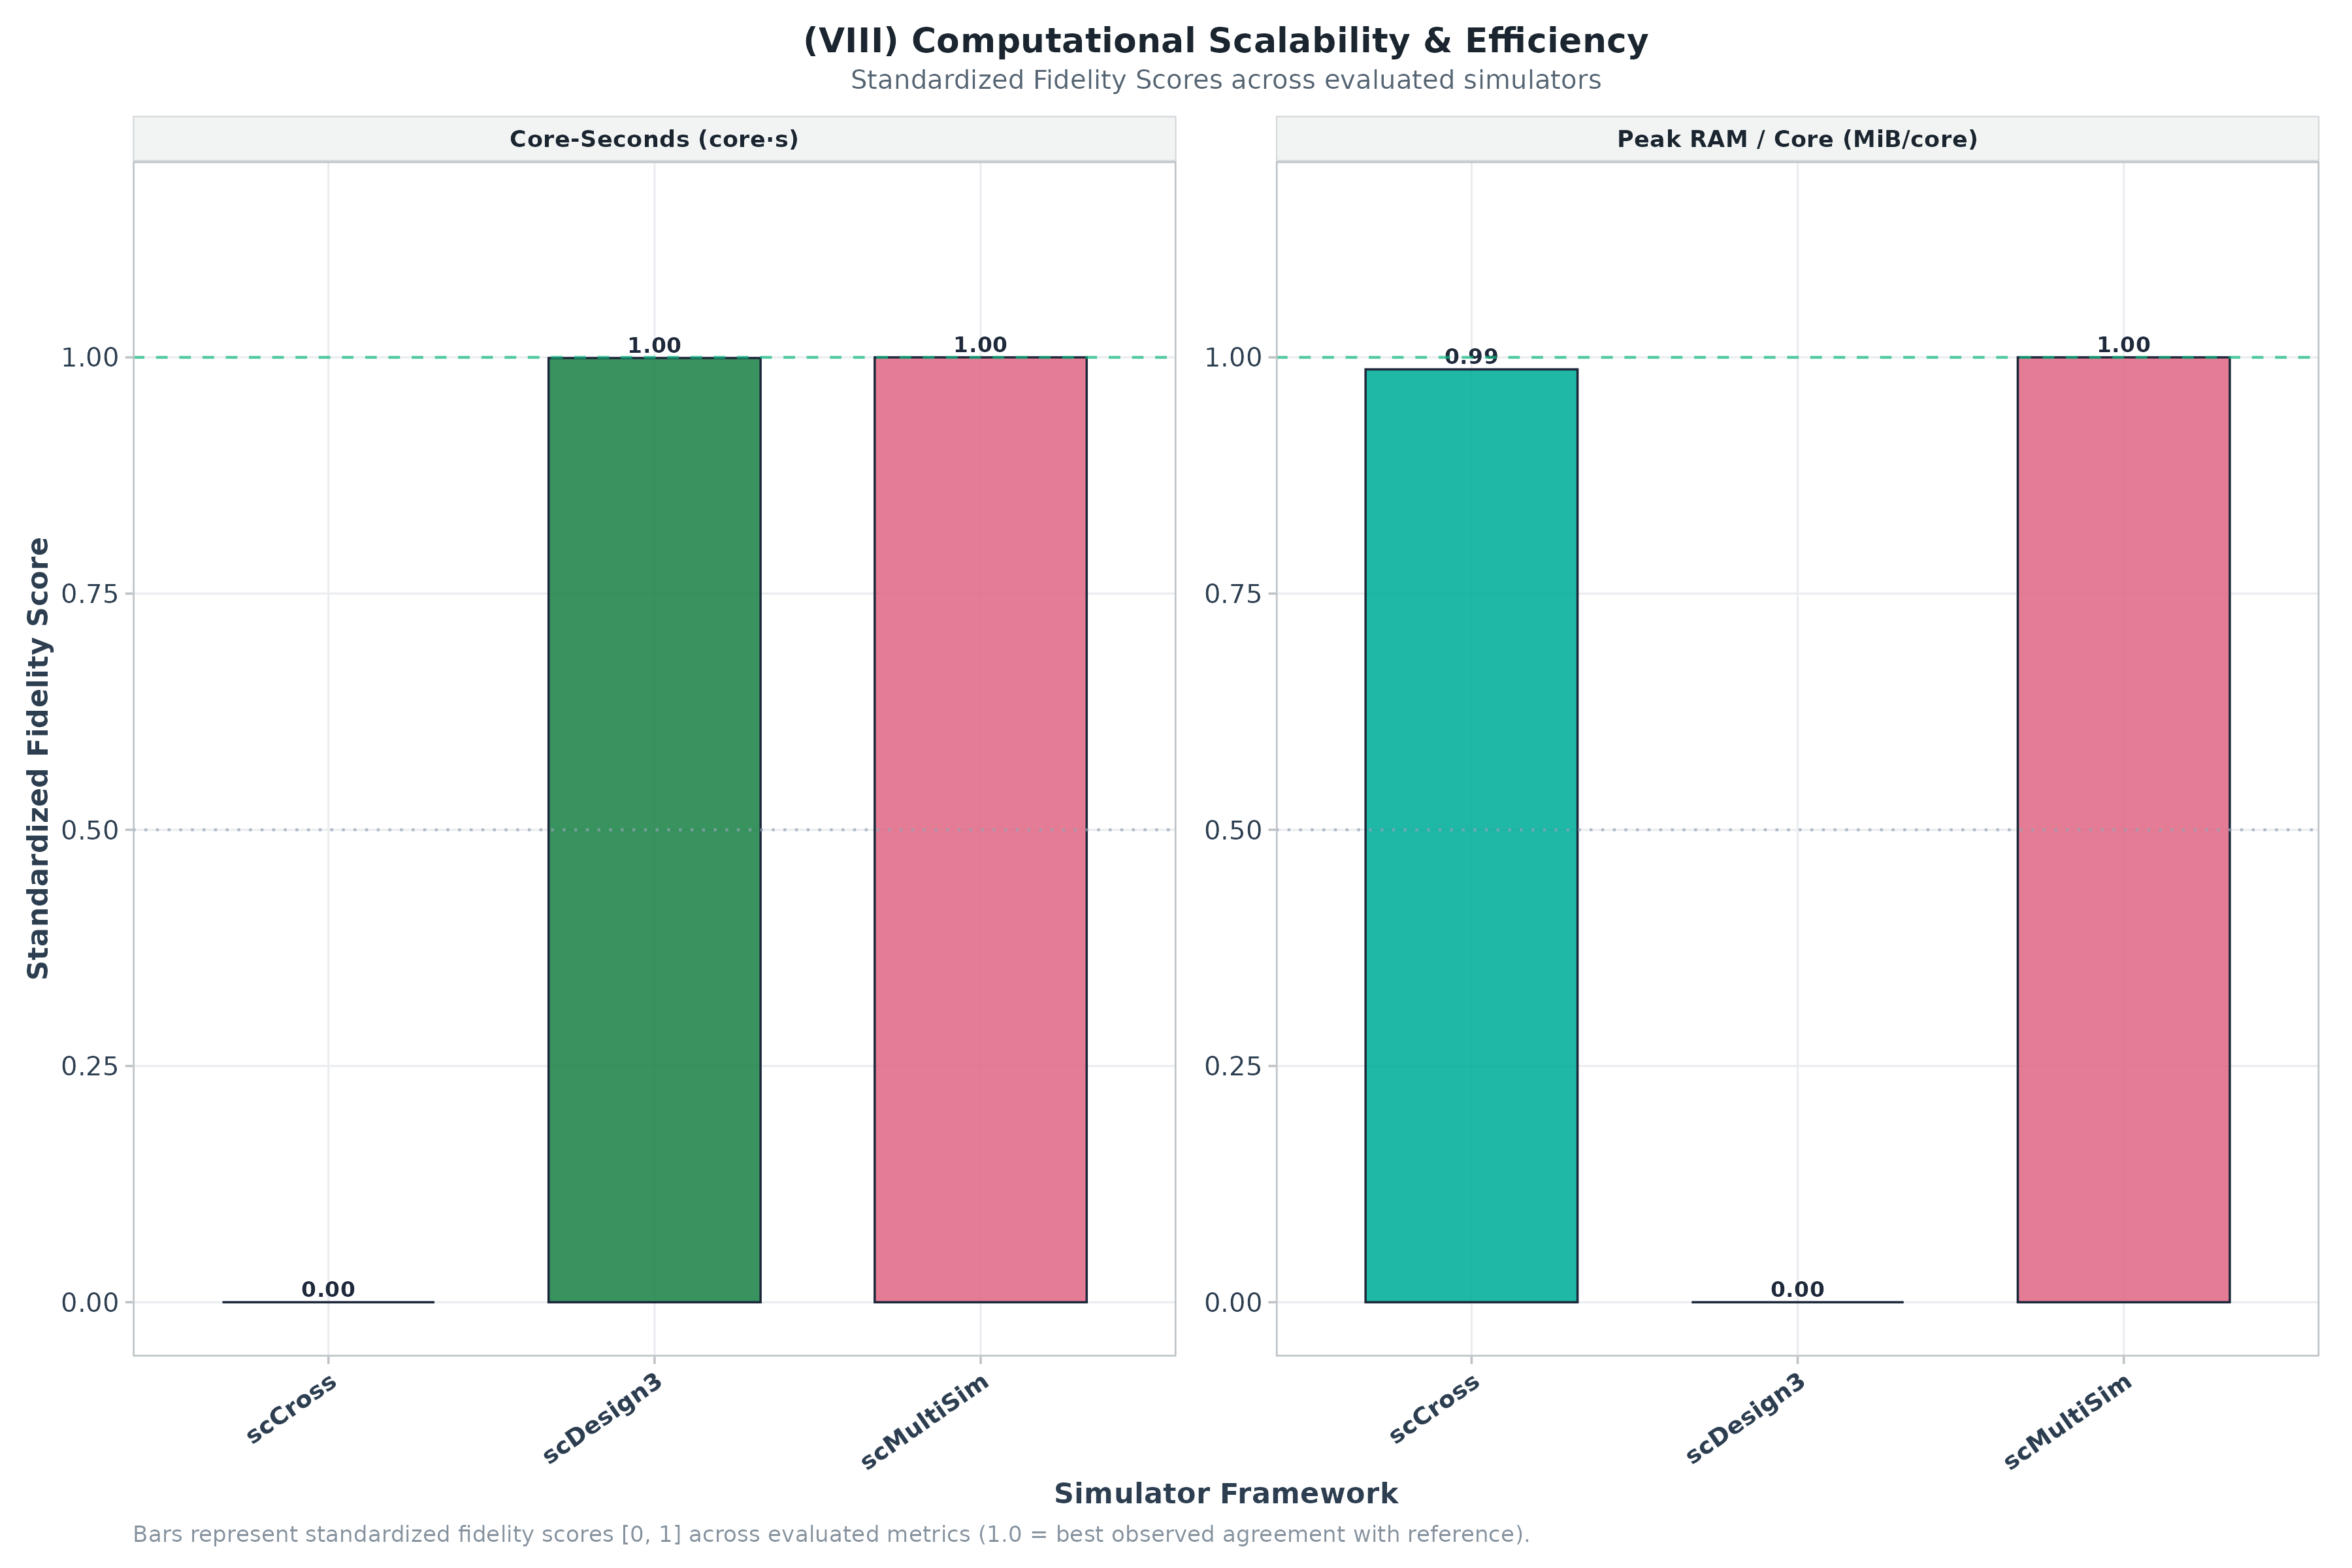 (VIII) Computational Scalability & Efficiency
Standardized Fidelity Scores across evaluated simulators
Core-Seconds (core·s)
Peak RAM / Core (MiB/core)
Standardized Fidelity Score
1.00
0.75
0.50
0.25
0.00
0.00
1.00
1.00
scCross
scDesign3
scMultiSim
1.00
0.75
0.50
0.25
0.00
0.99
0.00
1.00
scCross
scDesign3
scMultiSim
Simulator Framework
Bars represent standardized fidelity scores [0, 1] across evaluated metrics (1.0 = best observed agreement with reference).